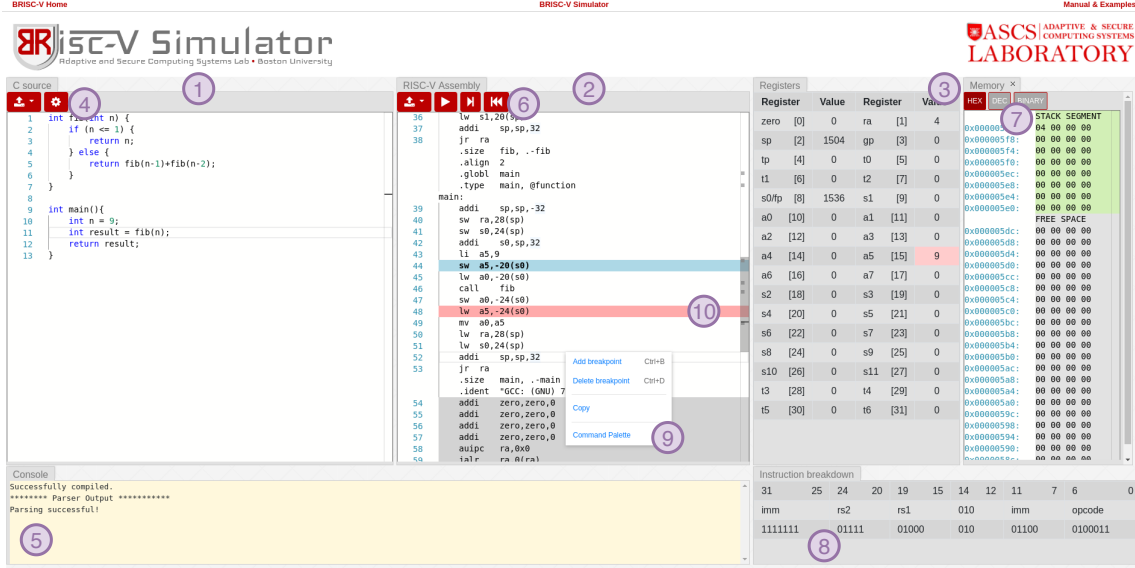 BRISC-V Home BRISC-V Simulator Manual & Examples
BRisc-V Simulator
Adaptive and Secure Computing Systems Lab • Boston University
ASCS ADAPTIVE & SECURE COMPUTING SYSTEMS
LABORATORY
C source
1
4
1 int fib(int n) {
2 if (n <= 1) {
3 return n;
4 } else {
5 return fib(n-1)+fib(n-2);
6 }
7 }
8
9 int main(){
10 int n = 9;
11 int result = fib(n);
12 return result;
13 }
RISC-V Assembly
2
6
36 lw s1,20(sp)
37 addi sp,sp,32
38 jr ra
.size fib, .-fib
.align 2
.globl main
.type main, @function
main:
39 addi sp,sp,-32
40 sw ra,28(sp)
41 sw s0,24(sp)
42 addi s0,sp,32
43 li a5,9
44 sw a5,-20(s0)
45 lw a0,-20(s0)
46 call fib
47 sw a0,-24(s0)
48 lw a5,-24(s0)
10
49 mv a0,a5
50 lw ra,28(sp)
51 lw s0,24(sp)
52 addi sp,sp,32
53 jr ra
.size main, .-main
.ident "GCC: (GNU) 7
54 addi zero,zero,0
55 addi zero,zero,0
56 addi zero,zero,0
57 addi zero,zero,0
58 auipc ra,0x0
59 jalr ra,0(ra)
Add breakpoint Ctrl+B
Delete breakpoint Ctrl+D
Copy
Command Palette
9
Registers
3
Register Value Register Value
zero [0] 0 ra [1] 4
sp [2] 1504 gp [3] 0
tp [4] 0 t0 [5] 0
t1 [6] 0 t2 [7] 0
s0/fp [8] 1536 s1 [9] 0
a0 [10] 0 a1 [11] 0
a2 [12] 0 a3 [13] 0
a4 [14] 0 a5 [15] 9
a6 [16] 0 a7 [17] 0
s2 [18] 0 s3 [19] 0
s4 [20] 0 s5 [21] 0
s6 [22] 0 s7 [23] 0
s8 [24] 0 s9 [25] 0
s10 [26] 0 s11 [27] 0
t3 [28] 0 t4 [29] 0
t5 [30] 0 t6 [31] 0
Memory ×
HEX DEC BINARY
7
STACK SEGMENT
04 00 00 00
0x000005f8: 00 00 00 00
0x000005f4: 00 00 00 00
0x000005f0: 00 00 00 00
0x000005ec: 00 00 00 00
0x000005e8: 00 00 00 00
0x000005e4: 00 00 00 00
0x000005e0: 00 00 00 00
FREE SPACE
0x000005dc: 00 00 00 00
0x000005d8: 00 00 00 00
0x000005d4: 00 00 00 00
0x000005d0: 00 00 00 00
0x000005cc: 00 00 00 00
0x000005c8: 00 00 00 00
0x000005c4: 00 00 00 00
0x000005c0: 00 00 00 00
0x000005bc: 00 00 00 00
0x000005b8: 00 00 00 00
0x000005b4: 00 00 00 00
0x000005b0: 00 00 00 00
0x000005ac: 00 00 00 00
0x000005a8: 00 00 00 00
0x000005a4: 00 00 00 00
0x000005a0: 00 00 00 00
0x0000059c: 00 00 00 00
0x00000598: 00 00 00 00
0x00000594: 00 00 00 00
0x00000590: 00 00 00 00
0x0000058c: 00 00 00 00
Console
Successfully compiled.
******** Parser Output ***********
Parsing successful!
5
Instruction breakdown
31 25 24 20 19 15 14 12 11 7 6 0
imm rs2 rs1 010 imm opcode
1111111 01111 01000 010 01100 0100011
8